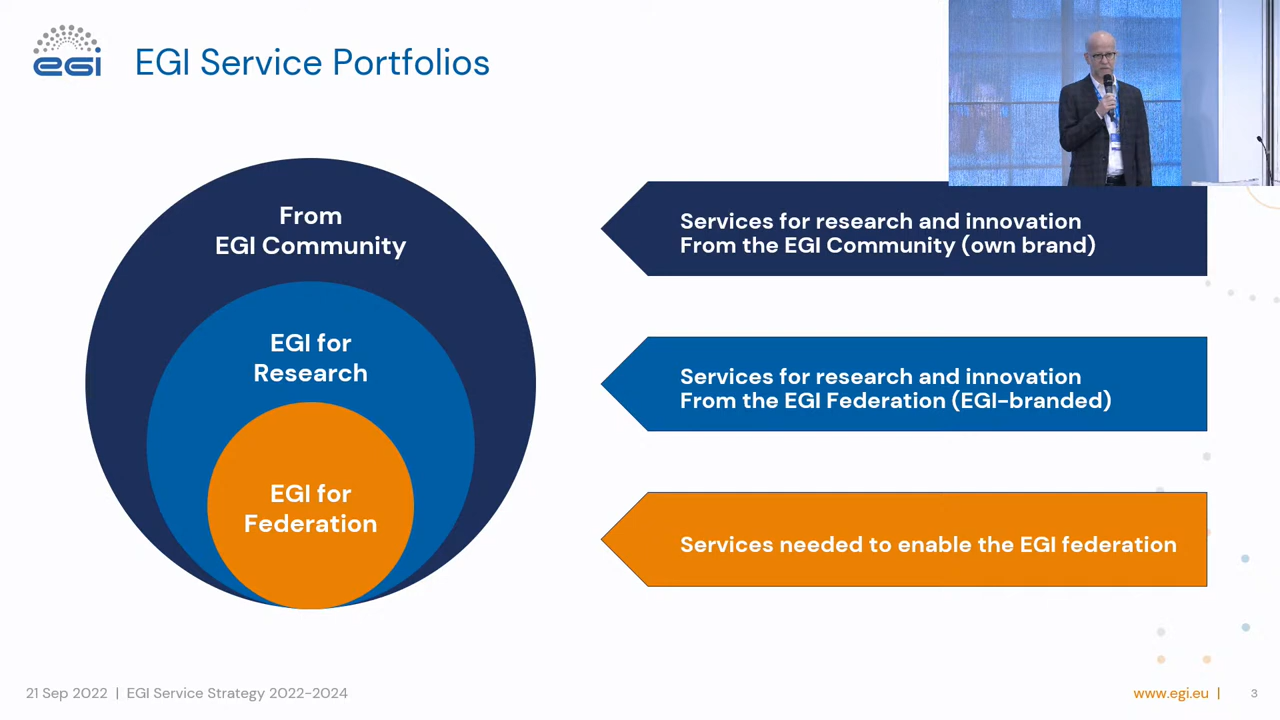 egi
EGI Service Portfolios
From
EGI Community
EGI for
Research
EGI for
Federation
Services for research and innovation
From the EGI Community (own brand)
Services for research and innovation
From the EGI Federation (EGI-branded)
Services needed to enable the EGI federation
21 Sep 2022 | EGI Service Strategy 2022-2024
www.egi.eu |
3